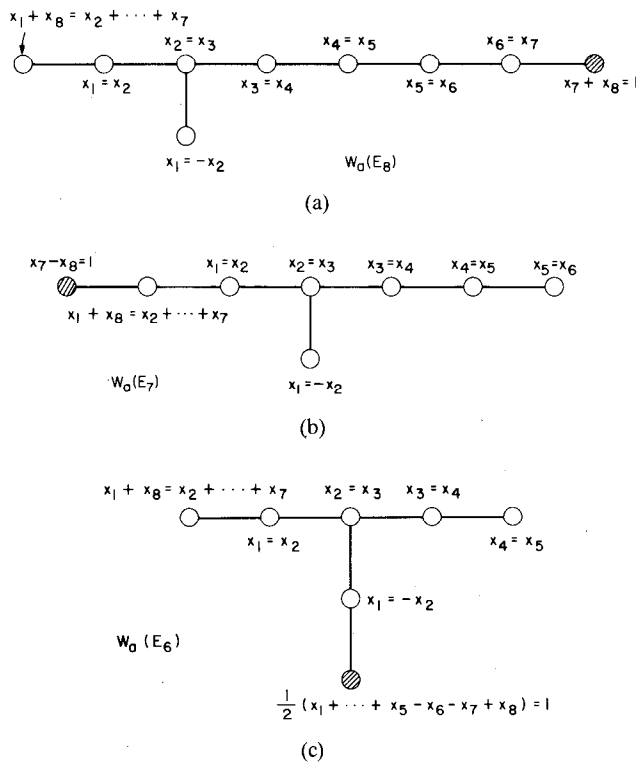 x₁ + x₈ = x₂ + ··· + x₇
x₂ = x₃
x₄ = x₅
x₆ = x₇
x₁ = x₂
x₃ = x₄
x₅ = x₆
x₇ + x₈ = 1
x₁ = -x₂
Wₐ(E₈)
(a)
x₇ - x₈ = 1
x₁ = x₂
x₂ = x₃
x₃ = x₄
x₄ = x₅
x₅ = x₆
x₁ + x₈ = x₂ + ··· + x₇
Wₐ(E₇)
x₁ = -x₂
(b)
x₁ + x₈ = x₂ + ··· + x₇
x₂ = x₃
x₃ = x₄
x₁ = x₂
x₄ = x₅
x₁ = -x₂
Wₐ (E₆)
1/2 (x₁ + ··· + x₅ - x₆ - x₇ + x₈) = 1
(c)